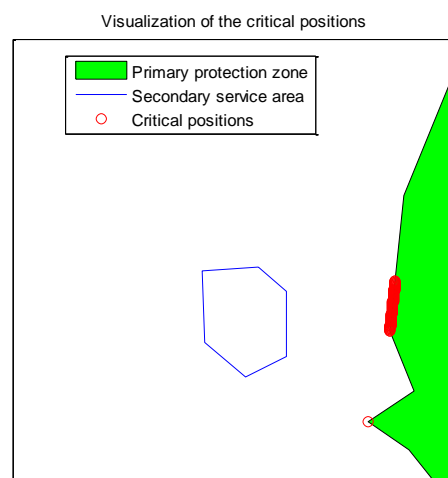 Visualization of the critical positions
Primary protection zone
Secondary service area
Critical positions